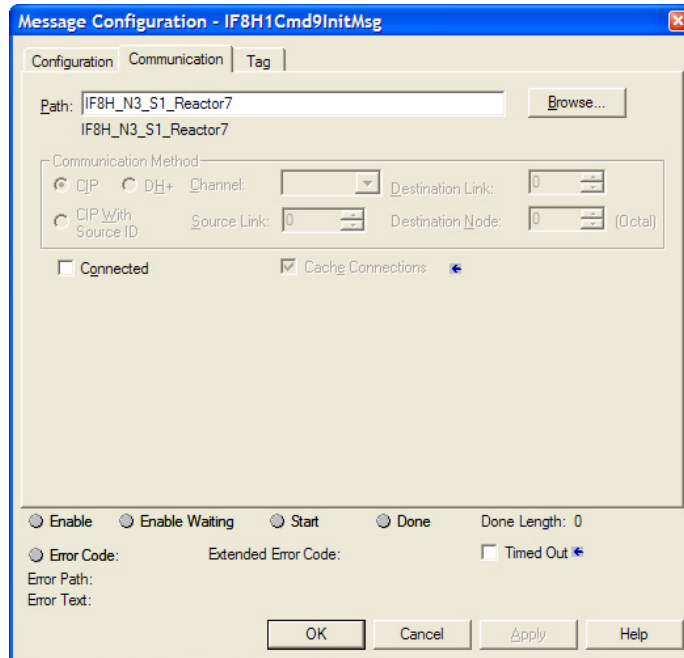 Message Configuration - IF8H1Cmd9InitMsg
Configuration Communication Tag
Path: IF8H_N3_S1_Reactor7 Browse...
IF8H_N3_S1_Reactor7
Communication Method
CIP DH+ Channel: Destination Link: 0
CIP With Source ID Source Link: 0 Destination Node: 0 (Octal)
Connected Cache Connections
Enable Enable Waiting Start Done Done Length: 0
Error Code: Extended Error Code: Timed Out
Error Path:
Error Text:
OK Cancel Apply Help